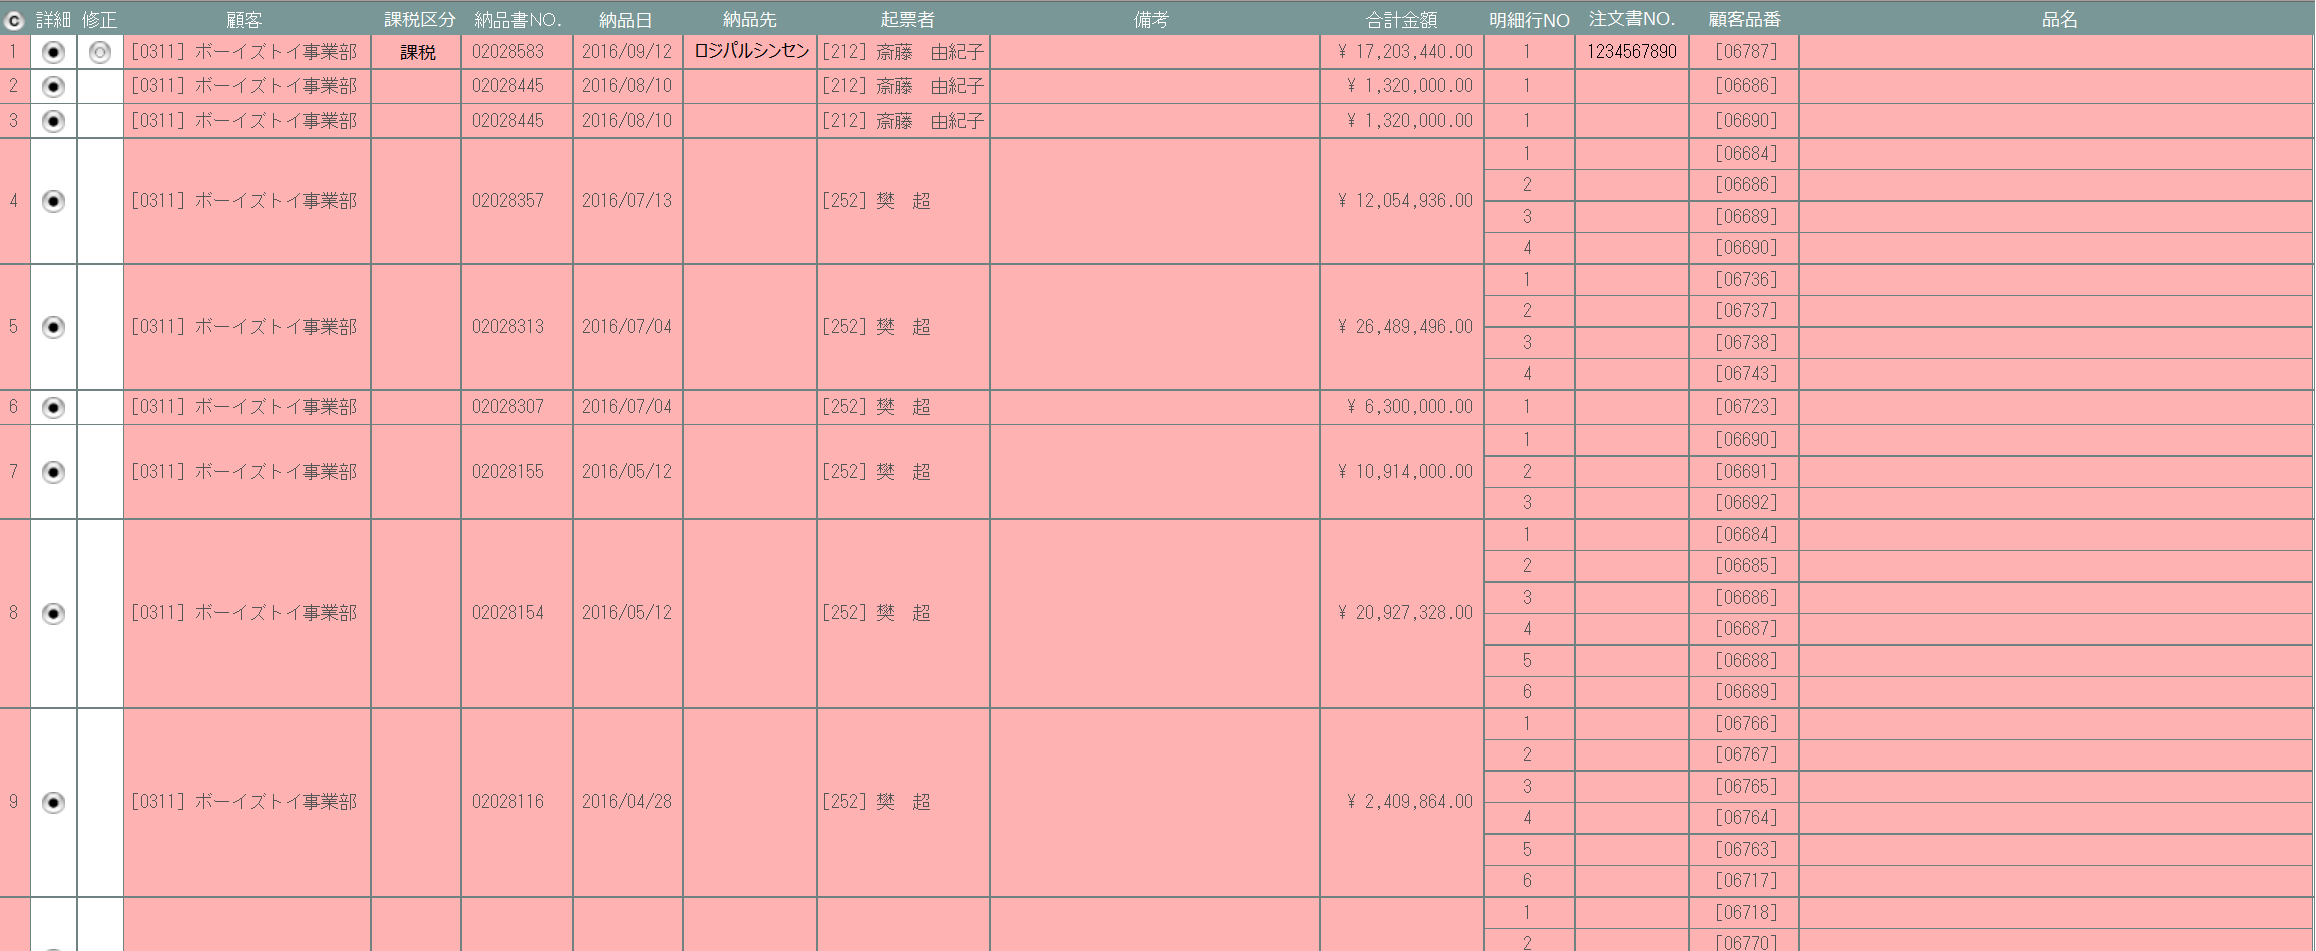 C 詳細 修正 顧客 課税区分 納品書NO. 納品日 納品先 起票者 備考 合計金額 明細行NO 注文書NO. 顧客品番 品名
1 [0311] ボーイズトイ事業部 課税 02028583 2016/09/12 ロジパルシンセン [212] 斎藤　由紀子 ¥ 17,203,440.00 1 1234567890 [06787]
2 [0311] ボーイズトイ事業部 02028445 2016/08/10 [212] 斎藤　由紀子 ¥ 1,320,000.00 1 [06686]
3 [0311] ボーイズトイ事業部 02028445 2016/08/10 [212] 斎藤　由紀子 ¥ 1,320,000.00 1 [06690]
4 [0311] ボーイズトイ事業部 02028357 2016/07/13 [252] 樊　超 ¥ 12,054,936.00 1 [06684]
2 [06686]
3 [06689]
4 [06690]
5 [0311] ボーイズトイ事業部 02028313 2016/07/04 [252] 樊　超 ¥ 26,489,496.00 1 [06736]
2 [06737]
3 [06738]
4 [06743]
6 [0311] ボーイズトイ事業部 02028307 2016/07/04 [252] 樊　超 ¥ 6,300,000.00 1 [06723]
7 [0311] ボーイズトイ事業部 02028155 2016/05/12 [252] 樊　超 ¥ 10,914,000.00 1 [06690]
2 [06691]
3 [06692]
8 [0311] ボーイズトイ事業部 02028154 2016/05/12 [252] 樊　超 ¥ 20,927,328.00 1 [06684]
2 [06685]
3 [06686]
4 [06687]
5 [06688]
6 [06689]
9 [0311] ボーイズトイ事業部 02028116 2016/04/28 [252] 樊　超 ¥ 2,409,864.00 1 [06766]
2 [06767]
3 [06765]
4 [06764]
5 [06763]
6 [06717]
1 [06718]
2 [06770]